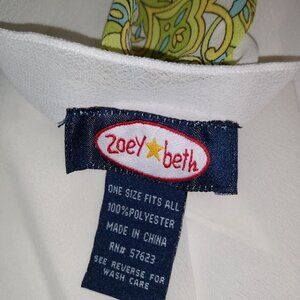 zoey beth
ONE SIZE FITS ALL
100% POLYESTER
MADE IN CHINA
RN# 57623
SEE REVERSE FOR
WASH CARE